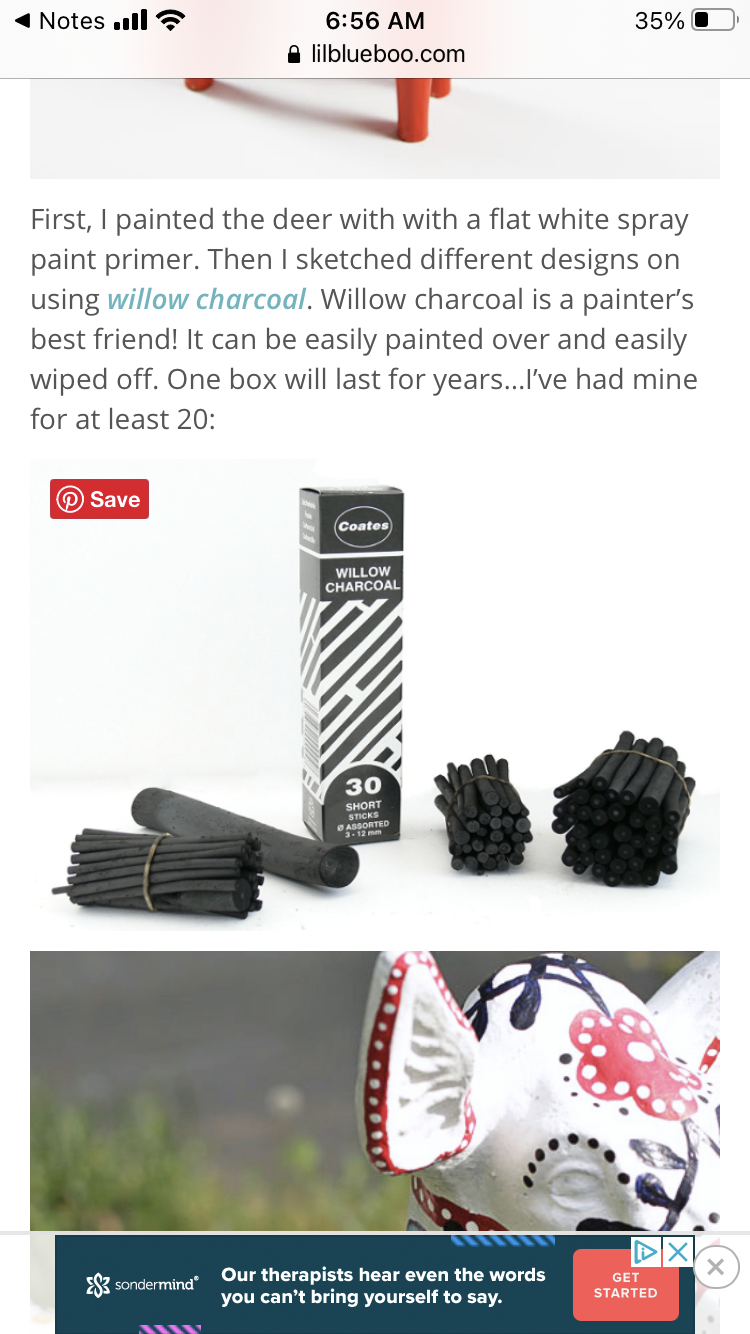 Notes
6:56 AM
35%
lilblueboo.com
First, I painted the deer with with a flat white spray
paint primer. Then I sketched different designs on
using willow charcoal. Willow charcoal is a painter’s
best friend! It can be easily painted over and easily
wiped off. One box will last for years...I’ve had mine
for at least 20:
Save
Coates
WILLOW
CHARCOAL
30
SHORT
STICKS
Ø ASSORTED
3 - 12 mm
sondermind®
Our therapists hear even the words
you can’t bring yourself to say.
GET
STARTED